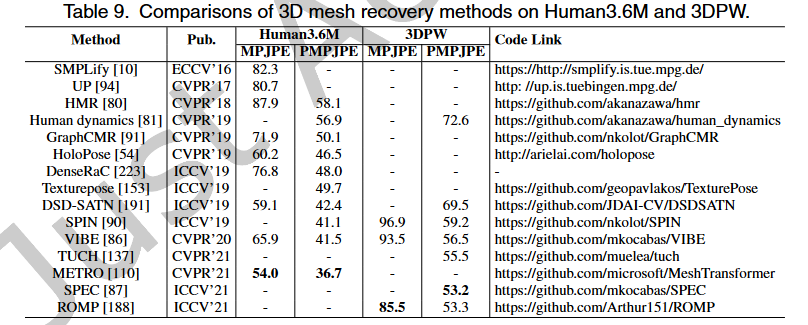 Table 9. Comparisons of 3D mesh recovery methods on Human3.6M and 3DPW.
Method Pub. Human3.6M 3DPW Code Link
MPJPE PMPJPE MPJPE PMPJPE
SMPLify [10] ECCV'16 82.3 - - - https://http://smplify.is.tue.mpg.de/
UP [94] CVPR'17 80.7 - - - http: //up.is.tuebingen.mpg.de/
HMR [80] CVPR'18 87.9 58.1 - - https://github.com/akanazawa/hmr
Human dynamics [81] CVPR'19 - 56.9 - 72.6 https://github.com/akanazawa/human_dynamics
GraphCMR [91] CVPR'19 71.9 50.1 - - https://github.com/nkolot/GraphCMR
HoloPose [54] CVPR'19 60.2 46.5 - - http://arielai.com/holopose
DenseRaC [223] ICCV'19 76.8 48.0 - - -
Texturepose [153] ICCV'19 - 49.7 - - https://github.com/geopavlakos/TexturePose
DSD-SATN [191] ICCV'19 59.1 42.4 - 69.5 https://github.com/JDAI-CV/DSDSATN
SPIN [90] ICCV'19 - 41.1 96.9 59.2 https://github.com/nkolot/SPIN
VIBE [86] CVPR'20 65.9 41.5 93.5 56.5 https://github.com/mkocabas/VIBE
TUCH [137] CVPR'21 - - - 55.5 https://github.com/muelea/tuch
METRO [110] CVPR'21 54.0 36.7 - - https://github.com/microsoft/MeshTransformer
SPEC [87] ICCV'21 - - - 53.2 https://github.com/mkocabas/SPEC
ROMP [188] ICCV'21 - - 85.5 53.3 https://github.com/Arthur151/ROMP
Just A